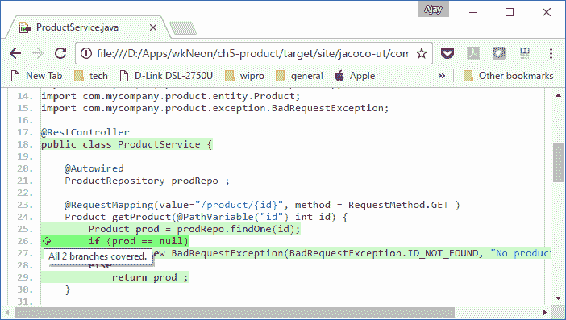 Ajay
ProductService.java
file:///D:/Apps/wkNeon/ch5-product/target/site/jacoco-ut/com
New Tab tech D-Link DSL-2750U wipro general Apple » Other bookmarks
14. import com.mycompany.product.entity.Product;
15. import com.mycompany.product.exception.BadRequestException;
16.
17. @RestController
18. public class ProductService {
19.
20. @Autowired
21. ProductRepository prodRepo ;
22.
23. @RequestMapping(value="/product/{id}", method = RequestMethod.GET )
24. Product getProduct(@PathVariable("id") int id) {
25. Product prod = prodRepo.findOne(id);
26. if (prod == null)
27. new BadRequestException(BadRequestException.ID_NOT_FOUND, "No produc
All 2 branches covered.
else
29. return prod ;
30. }
31.